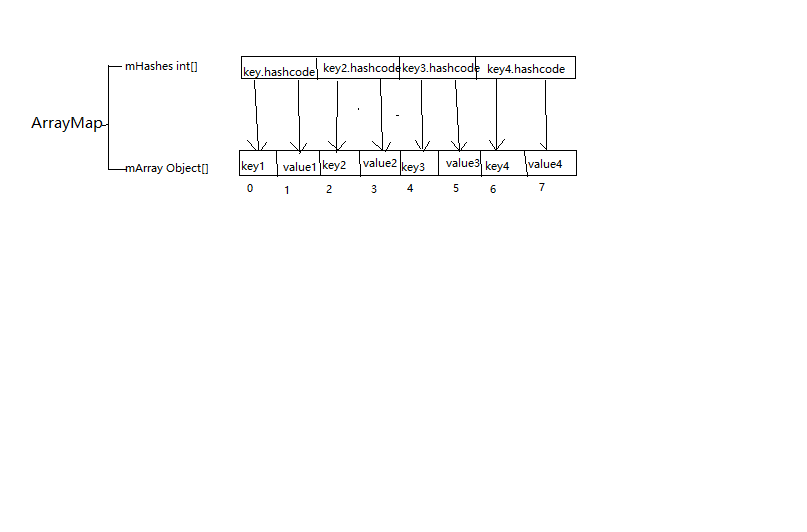 mHashes int[]
key.hashcode key2.hashcode key3.hashcode key4.hashcode
ArrayMap
mArray Object[]
key1 value1 key2 value2 key3 value3 key4 value4
0 1 2 3 4 5 6 7